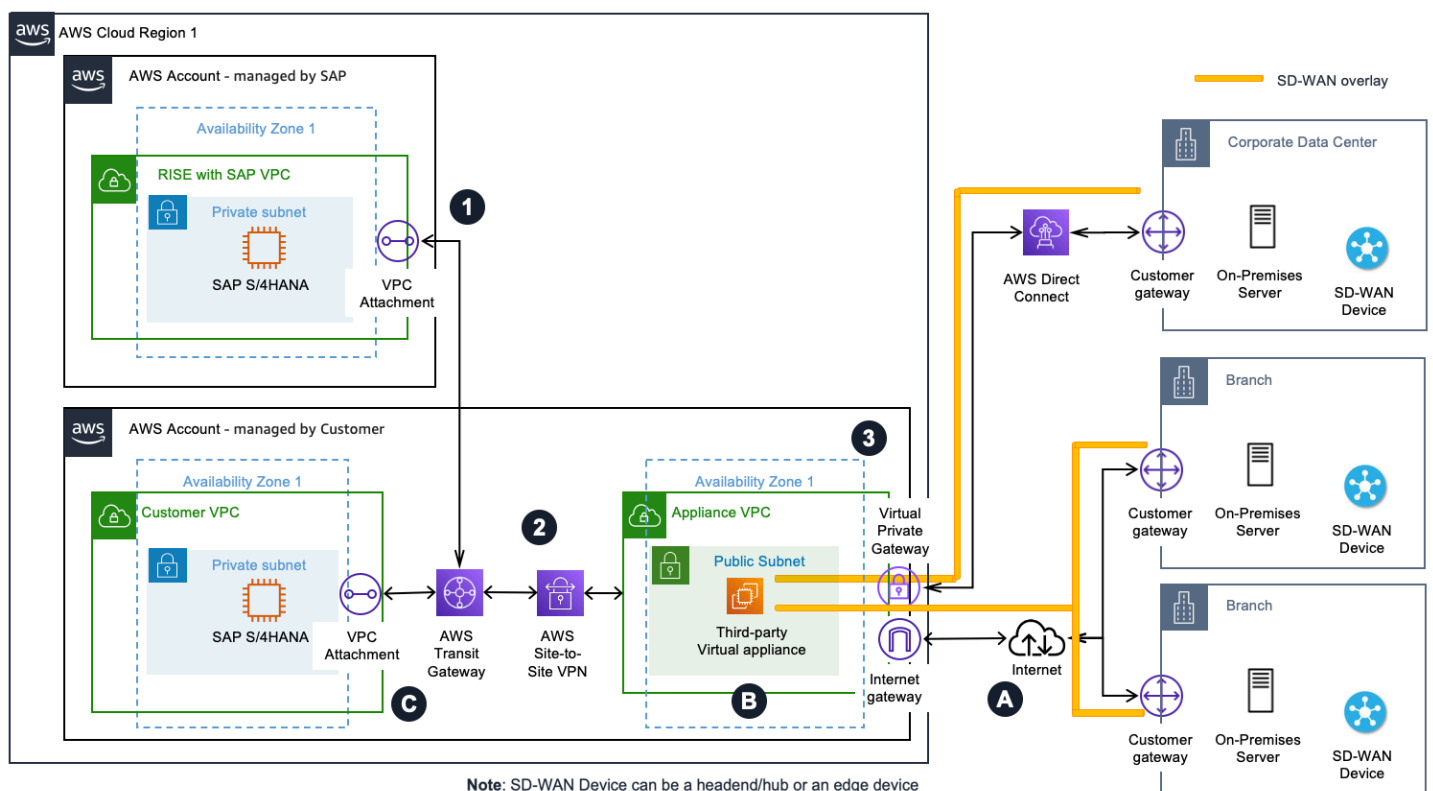 aws
AWS Cloud Region 1
aws
AWS Account - managed by SAP
Availability Zone 1
RISE with SAP VPC
Private subnet
SAP S/4HANA
VPC
Attachment
1
SD-WAN overlay
Corporate Data Center
AWS Direct
Connect
Customer
gateway
On-Premises
Server
SD-WAN
Device
Branch
Customer
gateway
On-Premises
Server
SD-WAN
Device
aws
AWS Account - managed by Customer
3
Availability Zone 1
Customer VPC
Private subnet
SAP S/4HANA
VPC
Attachment
C
AWS
Transit
Gateway
2
AWS
Site-to-
Site VPN
Availability Zone 1
Appliance VPC
Public Subnet
Third-party
Virtual appliance
B
Virtual
Private
Gateway
Internet
gateway
Internet
A
Branch
Customer
gateway
On-Premises
Server
SD-WAN
Device
Note: SD-WAN Device can be a headend/hub or an edge device